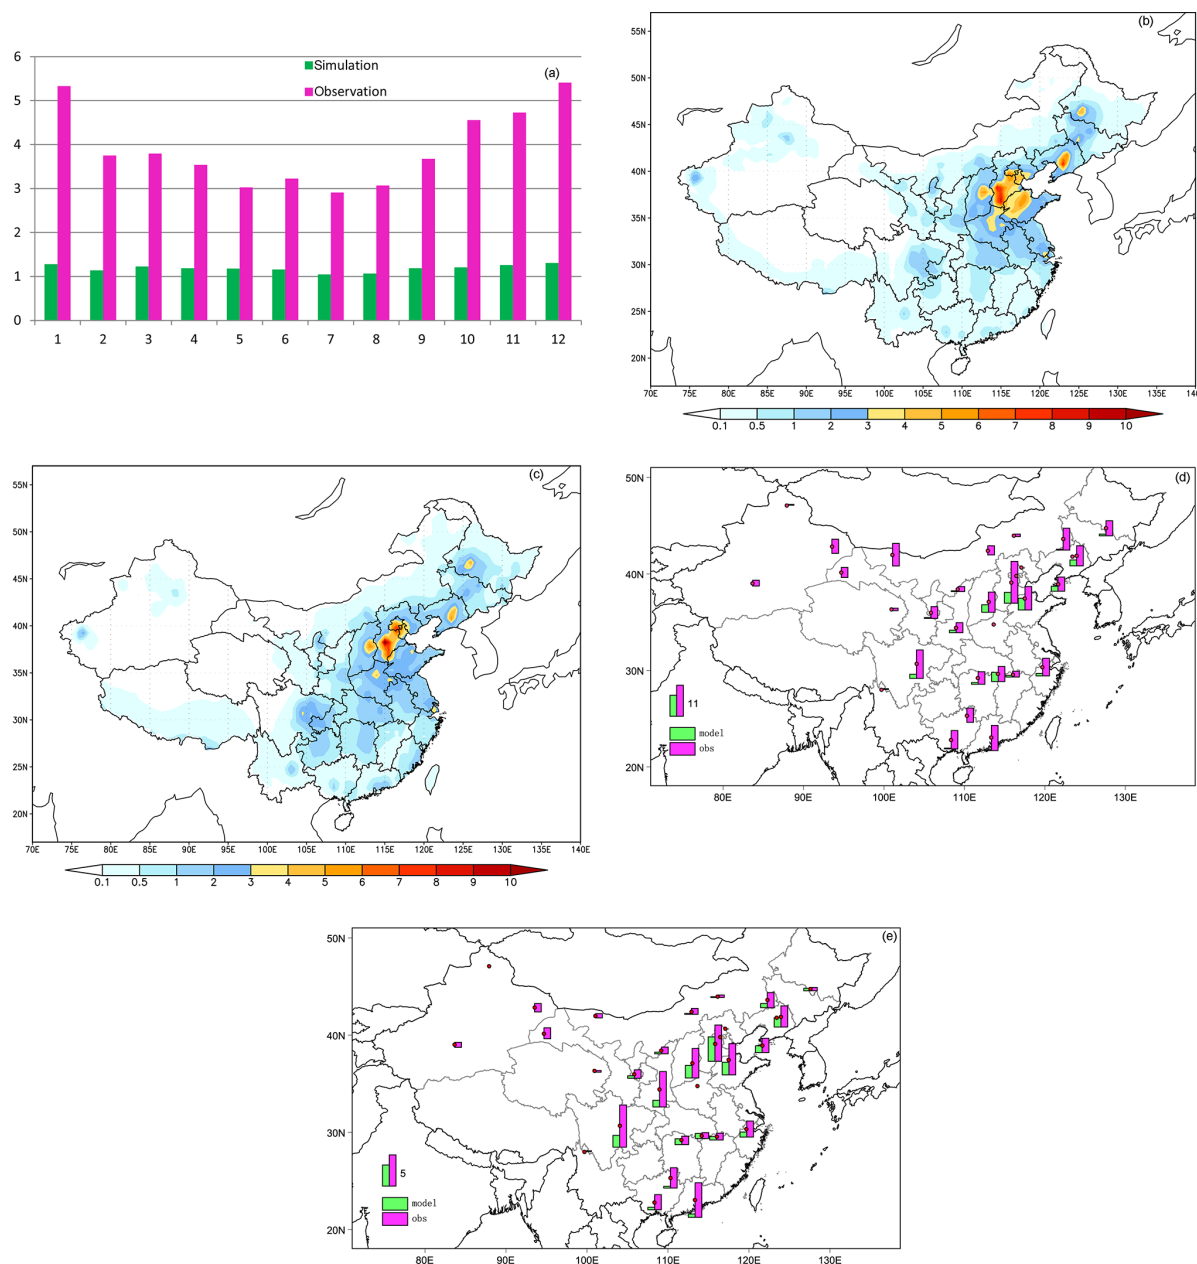 (a)
Simulation
Observation
6
5
4
3
2
1
0
1 2 3 4 5 6 7 8 9 10 11 12
(b)
55N
50N
45N
40N
35N
30N
25N
20N
70E 75E 80E 85E 90E 95E 100E 105E 110E 115E 120E 125E 130E 135E
0.1 0.5 1 2 3 4 5 6 7 8 9 10
(c)
55N
50N
45N
40N
35N
30N
25N
20N
70E 75E 80E 85E 90E 95E 100E 105E 110E 115E 120E 125E 130E 135E 140E
0.1 0.5 1 2 3 4 5 6 7 8 9 10
(d)
50N
40N
30N
20N
11
model
obs
80E 90E 100E 110E 120E 130E
(e)
50N
40N
30N
20N
5
model
obs
80E 90E 100E 110E 120E 130E